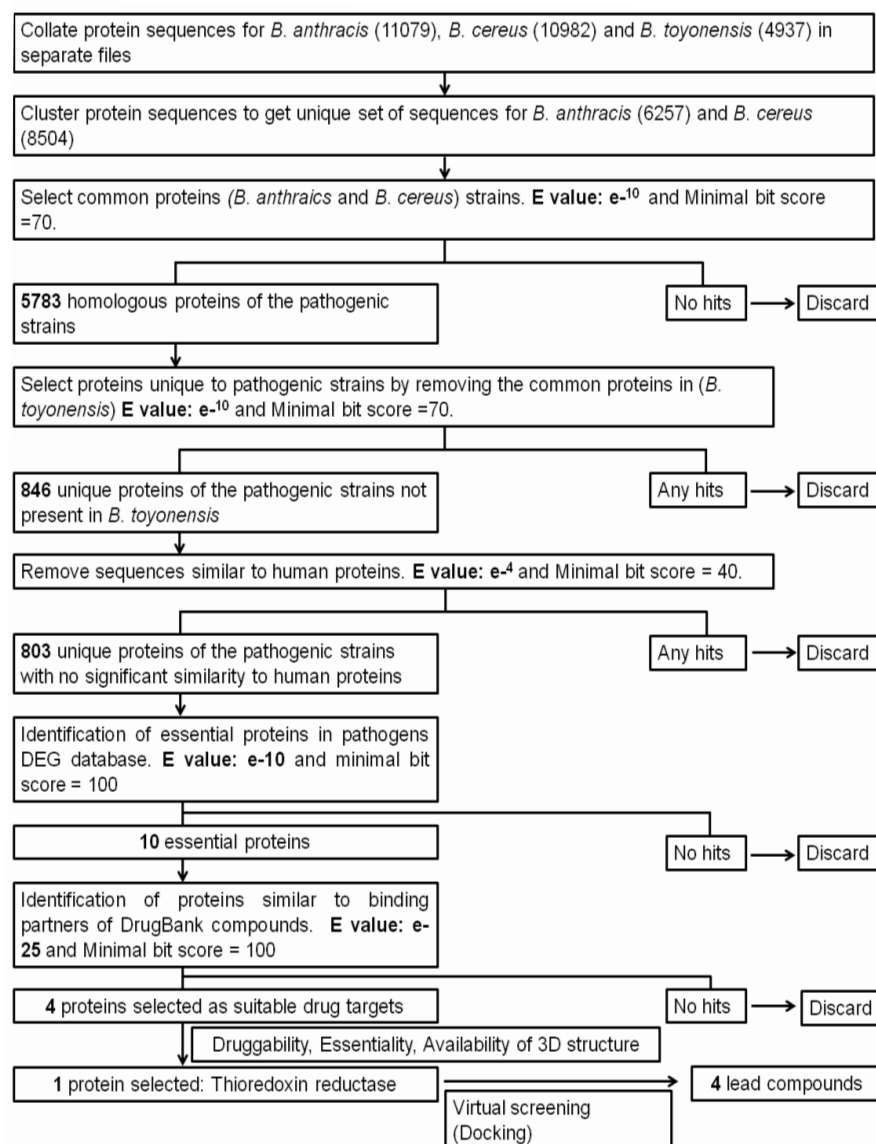 Collate protein sequences for B. anthracis (11079), B. cereus (10982) and B. toyonensis (4937) in
separate files
Cluster protein sequences to get unique set of sequences for B. anthracis (6257) and B. cereus
(8504)
Select common proteins (B. anthraics and B. cereus) strains. E value: e-10 and Minimal bit score
=70.
5783 homologous proteins of the pathogenic
strains
No hits
Discard
Select proteins unique to pathogenic strains by removing the common proteins in (B.
toyonensis) E value: e-10 and Minimal bit score =70.
846 unique proteins of the pathogenic strains not
present in B. toyonensis
Any hits
Discard
Remove sequences similar to human proteins. E value: e-4 and Minimal bit score = 40.
803 unique proteins of the pathogenic strains
with no significant similarity to human proteins
Any hits
Discard
Identification of essential proteins in pathogens
DEG database. E value: e-10 and minimal bit
score = 100
10 essential proteins
No hits
Discard
Identification of proteins similar to binding
partners of DrugBank compounds. E value: e-
25 and Minimal bit score = 100
4 proteins selected as suitable drug targets
No hits
Discard
Druggability, Essentiality, Availability of 3D structure
1 protein selected: Thioredoxin reductase
4 lead compounds
Virtual screening
(Docking)